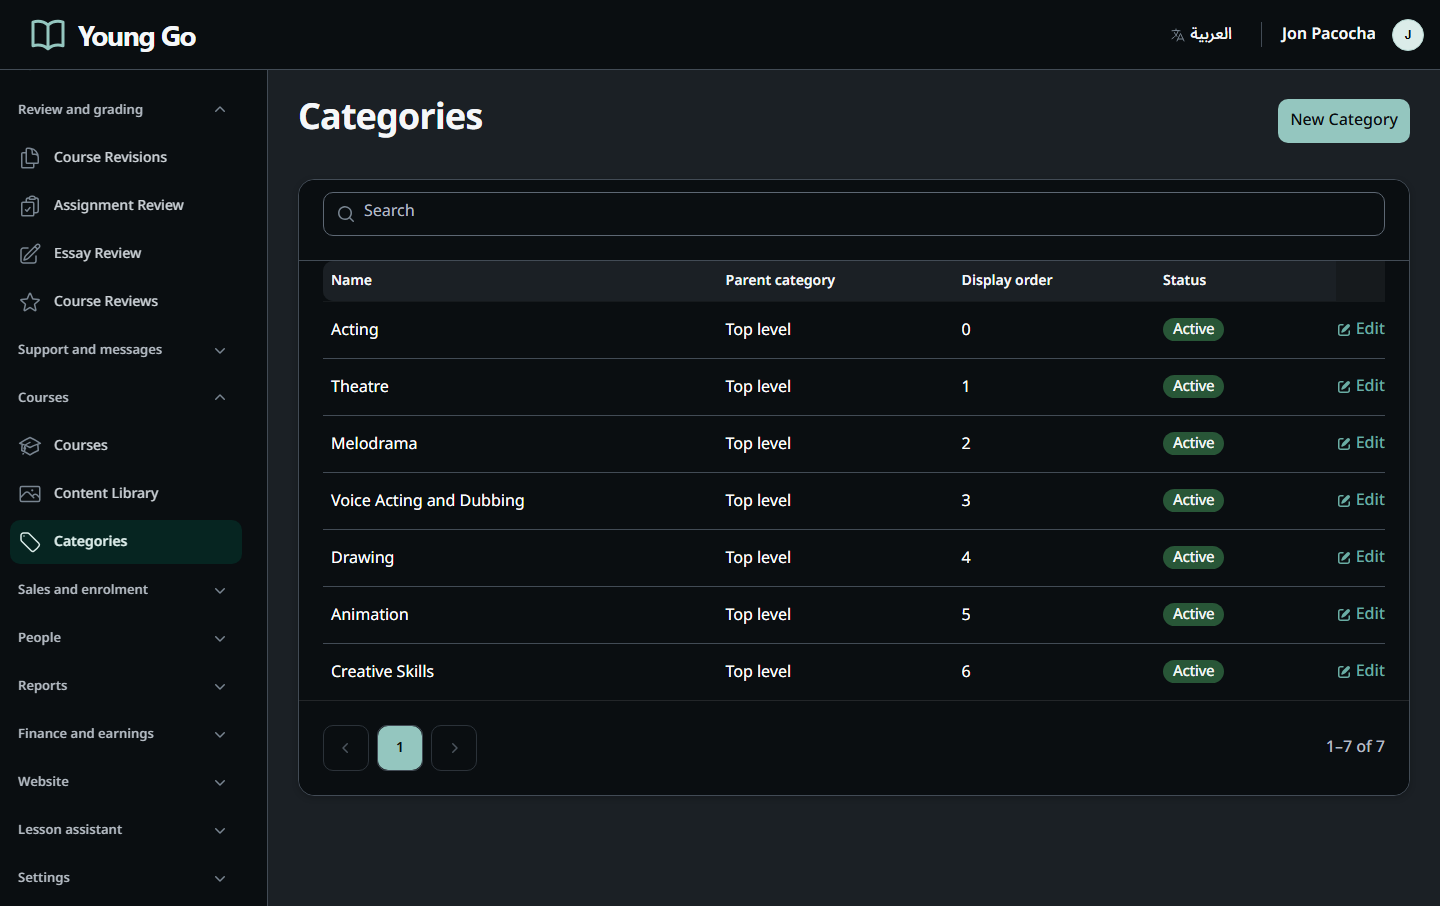 Young Go
العربية
Jon Pacocha
J
Review and grading
Course Revisions
Assignment Review
Essay Review
Course Reviews
Support and messages
Courses
Courses
Content Library
Categories
Sales and enrolment
People
Reports
Finance and earnings
Website
Lesson assistant
Settings
Categories
New Category
Search
Name Parent category Display order Status
Acting Top level 0 Active Edit
Theatre Top level 1 Active Edit
Melodrama Top level 2 Active Edit
Voice Acting and Dubbing Top level 3 Active Edit
Drawing Top level 4 Active Edit
Animation Top level 5 Active Edit
Creative Skills Top level 6 Active Edit
1
1–7 of 7